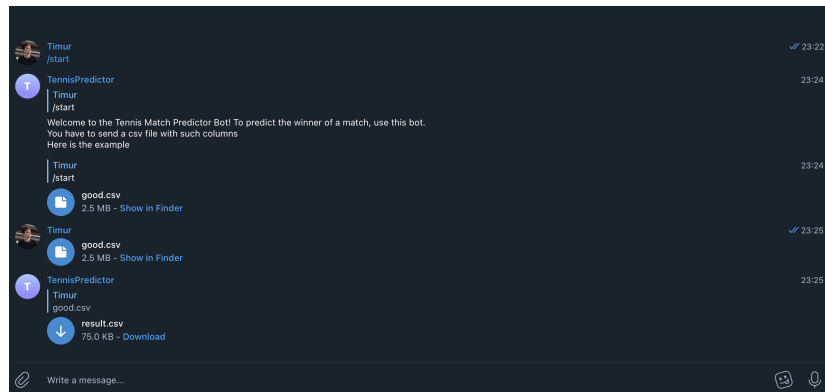 Timur
23:22
/start
T
TennisPredictor
23:24
Timur
/start
Welcome to the Tennis Match Predictor Bot! To predict the winner of a match, use this bot.
You have to send a csv file with such columns
Here is the example
Timur
23:24
/start
good.csv
2.5 MB - Show in Finder
Timur
23:25
good.csv
2.5 MB - Show in Finder
T
TennisPredictor
23:25
Timur
good.csv
result.csv
75.0 KB - Download
Write a message...